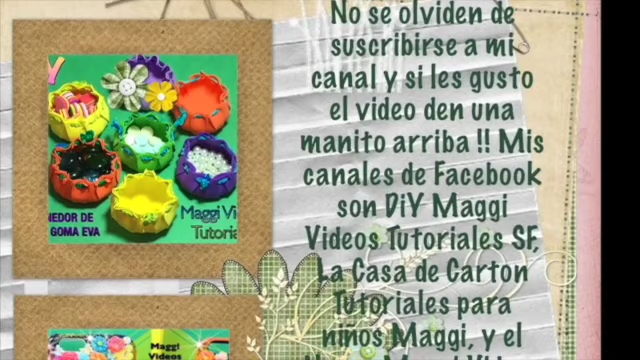 No se olviden de
suscribirse a mi
canal y si les gusto
el video den una
manito arriba !! Mis
canales de Facebook
son DiY Maggi
Videos Tutoriales SF,
La Casa de Carton
Tutoriales para
niños Maggi, y el
NEDOR DE
GOMA EVA
Maggi Vi
Tutoria
Maggi
Videos